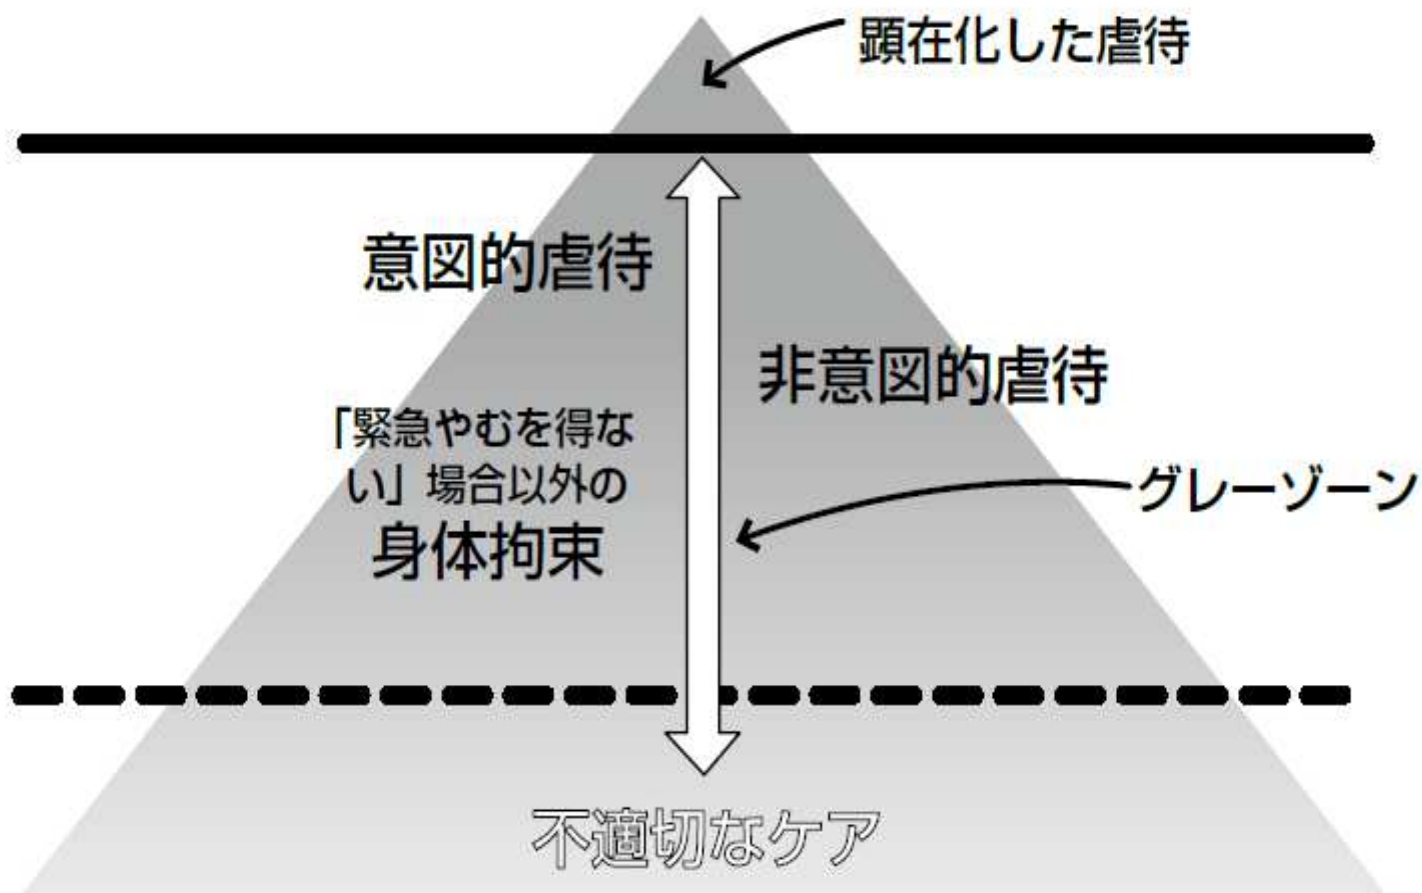 顕在化した虐待
意図的虐待
非意図的虐待
「緊急やむを得な
い」場合以外の
身体拘束
グレーゾーン
不適切なケア